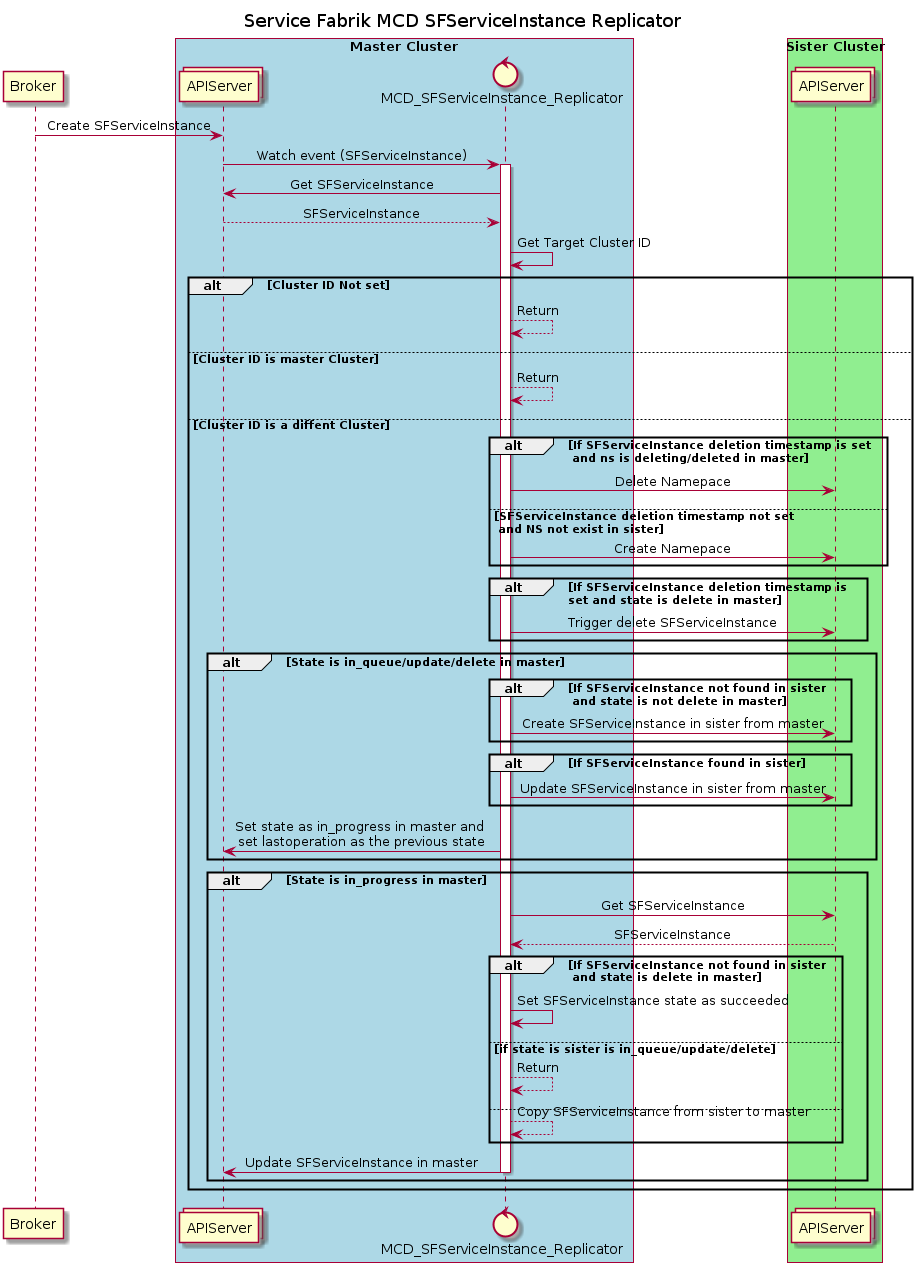 Service Fabrik MCD SFServiceInstance Replicator
Master Cluster
Sister Cluster
Broker
APIServer
MCD_SFServiceInstance_Replicator
APIServer
Create SFServiceInstance
Watch event (SFServiceInstance)
Get SFServiceInstance
SFServiceInstance
Get Target Cluster ID
alt [Cluster ID Not set]
Return
[Cluster ID is master Cluster]
Return
[Cluster ID is a diffent Cluster]
alt [If SFServiceInstance deletion timestamp is set
and ns is deleting/deleted in master]
Delete Namepace
[SFServiceInstance deletion timestamp not set
and NS not exist in sister]
Create Namepace
alt [If SFServiceInstance deletion timestamp is
set and state is delete in master]
Trigger delete SFServiceInstance
alt [State is in_queue/update/delete in master]
alt [If SFServiceInstance not found in sister
and state is not delete in master]
Create SFServiceInstance in sister from master
alt [If SFServiceInstance found in sister]
Update SFServiceInstance in sister from master
Set state as in_progress in master and
set lastoperation as the previous state
alt [State is in_progress in master]
Get SFServiceInstance
SFServiceInstance
alt [If SFServiceInstance not found in sister
and state is delete in master]
Set SFServiceInstance state as succeeded
[if state is sister is in_queue/update/delete]
Return
Copy SFServiceInstance from sister to master
Update SFServiceInstance in master
Broker
APIServer
MCD_SFServiceInstance_Replicator
APIServer